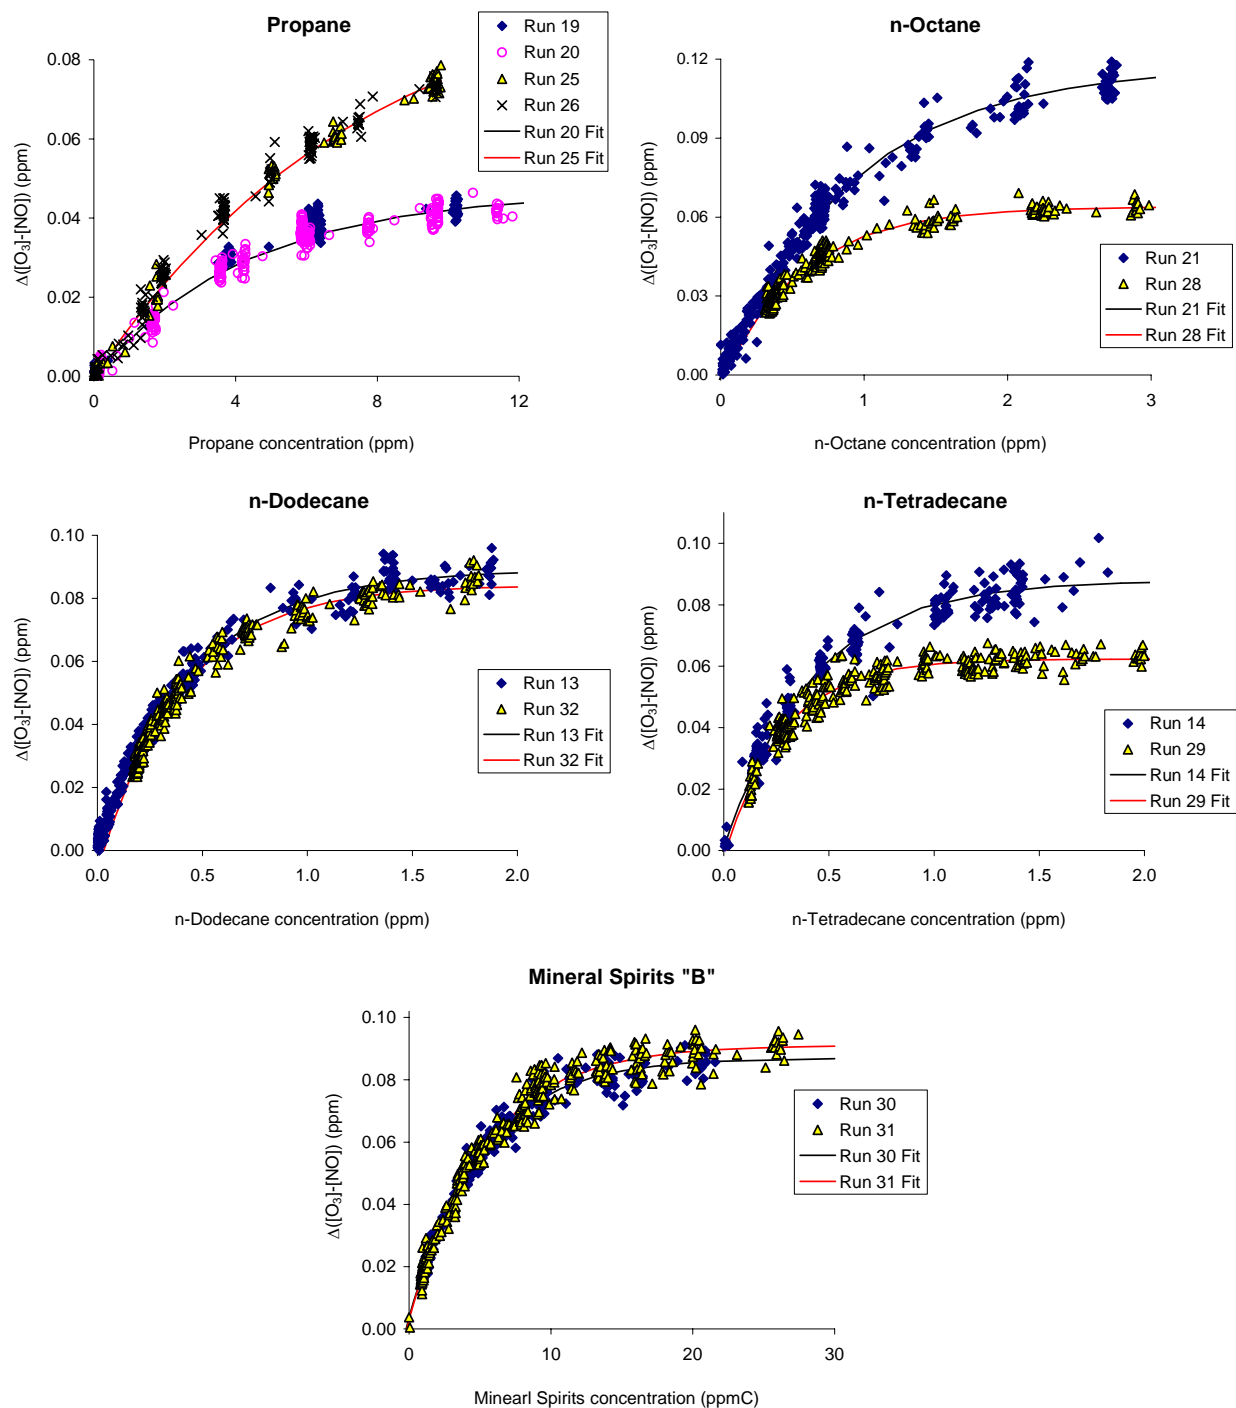 Propane
Run 19
Run 20
Run 25
Run 26
Run 20 Fit
Run 25 Fit
0.08
0.06
0.04
0.02
0.00
Δ([O3]-[NO]) (ppm)
0
4
8
12
Propane concentration (ppm)
n-Octane
0.12
0.09
0.06
0.03
0.00
Δ([O3]-[NO]) (ppm)
Run 21
Run 28
Run 21 Fit
Run 28 Fit
0
1
2
3
n-Octane concentration (ppm)
n-Dodecane
0.10
0.08
0.06
0.04
0.02
0.00
Δ([O3]-[NO]) (ppm)
Run 13
Run 32
Run 13 Fit
Run 32 Fit
0.0
0.5
1.0
1.5
2.0
n-Dodecane concentration (ppm)
n-Tetradecane
0.10
0.08
0.06
0.04
0.02
0.00
Δ([O3]-[NO]) (ppm)
Run 14
Run 29
Run 14 Fit
Run 29 Fit
0.0
0.5
1.0
1.5
2.0
n-Tetradecane concentration (ppm)
Mineral Spirits "B"
0.10
0.08
0.06
0.04
0.02
0.00
Δ([O3]-[NO]) (ppm)
Run 30
Run 31
Run 30 Fit
Run 31 Fit
0
10
20
30
Minearl Spirits concentration (ppmC)